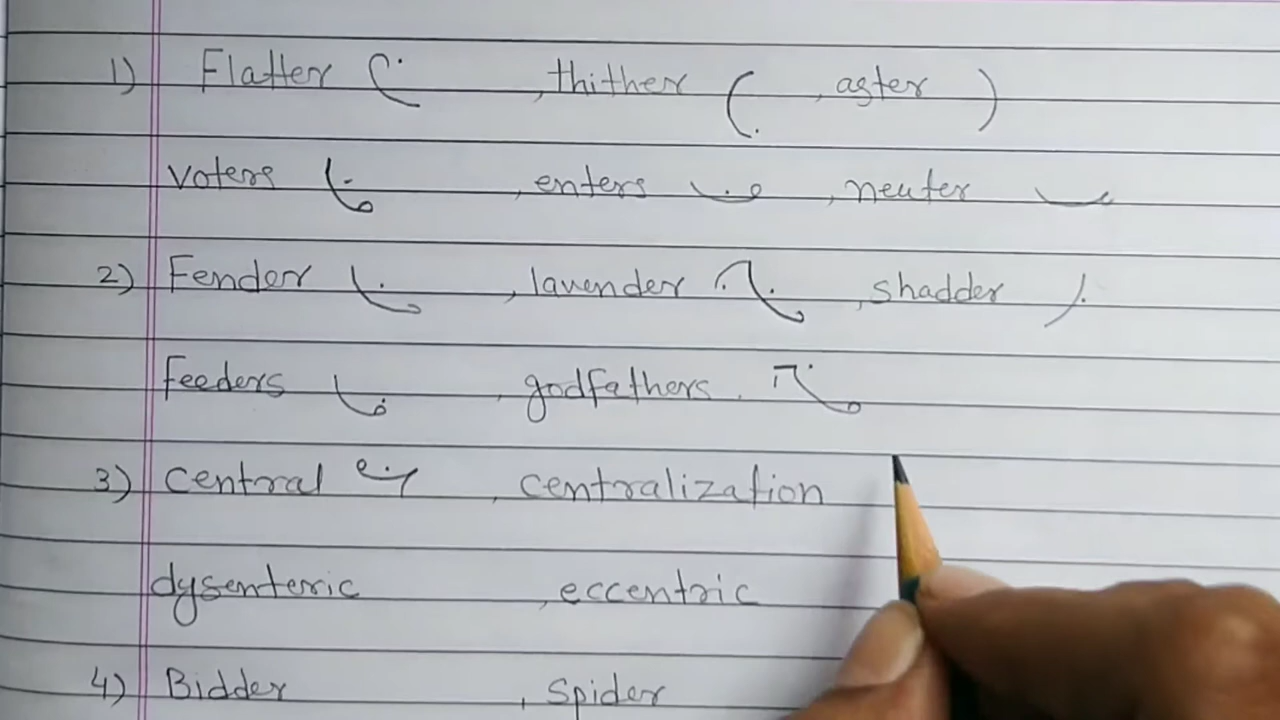 1) Flatter , thither , aster
voters , enters , neuter
2) Fender , lavender , shadder
feeders , godfathers .
3) central , centralization
dysenteric , eccentric
4) Bidder , spider